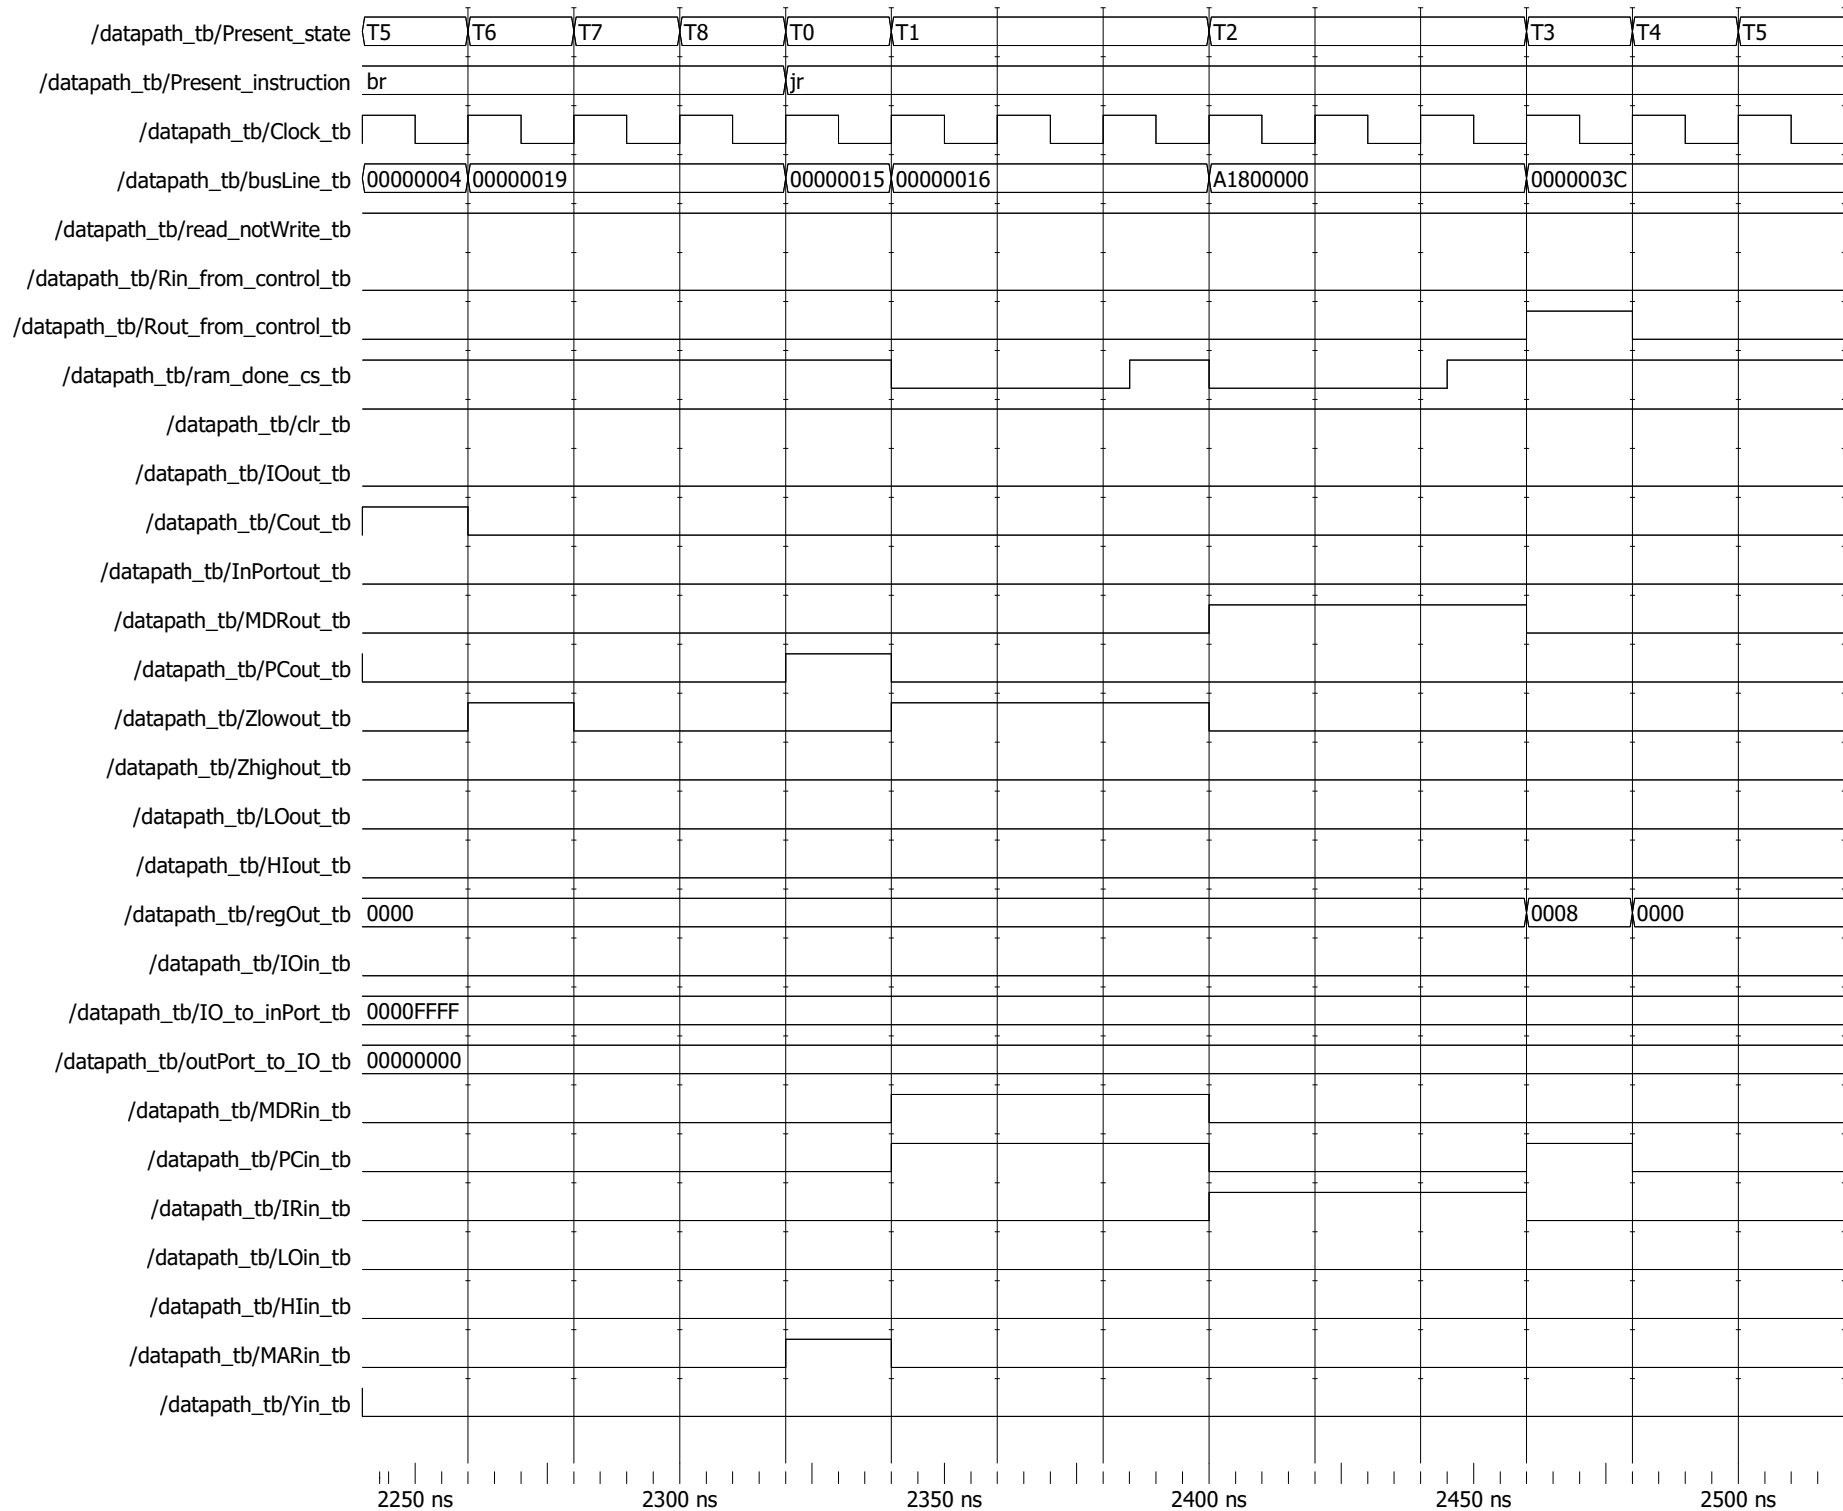 /datapath_tb/Present_state T5 T6 T7 T8 T0 T1 T2 T3 T4 T5
/datapath_tb/Present_instruction br jr
/datapath_tb/Clock_tb
/datapath_tb/busLine_tb 00000004 00000019 00000015 00000016 A1800000 0000003C
/datapath_tb/read_notWrite_tb
/datapath_tb/Rin_from_control_tb
/datapath_tb/Rout_from_control_tb
/datapath_tb/ram_done_cs_tb
/datapath_tb/clr_tb
/datapath_tb/IOout_tb
/datapath_tb/Cout_tb
/datapath_tb/InPortout_tb
/datapath_tb/MDRout_tb
/datapath_tb/PCout_tb
/datapath_tb/Zlowout_tb
/datapath_tb/Zhighout_tb
/datapath_tb/LOout_tb
/datapath_tb/HIout_tb
/datapath_tb/regOut_tb 0000 0008 0000
/datapath_tb/IOin_tb
/datapath_tb/IO_to_inPort_tb 0000FFFF
/datapath_tb/outPort_to_IO_tb 00000000
/datapath_tb/MDRin_tb
/datapath_tb/PCin_tb
/datapath_tb/IRin_tb
/datapath_tb/LOin_tb
/datapath_tb/HIin_tb
/datapath_tb/MARin_tb
/datapath_tb/Yin_tb
2250 ns 2300 ns 2350 ns 2400 ns 2450 ns 2500 ns